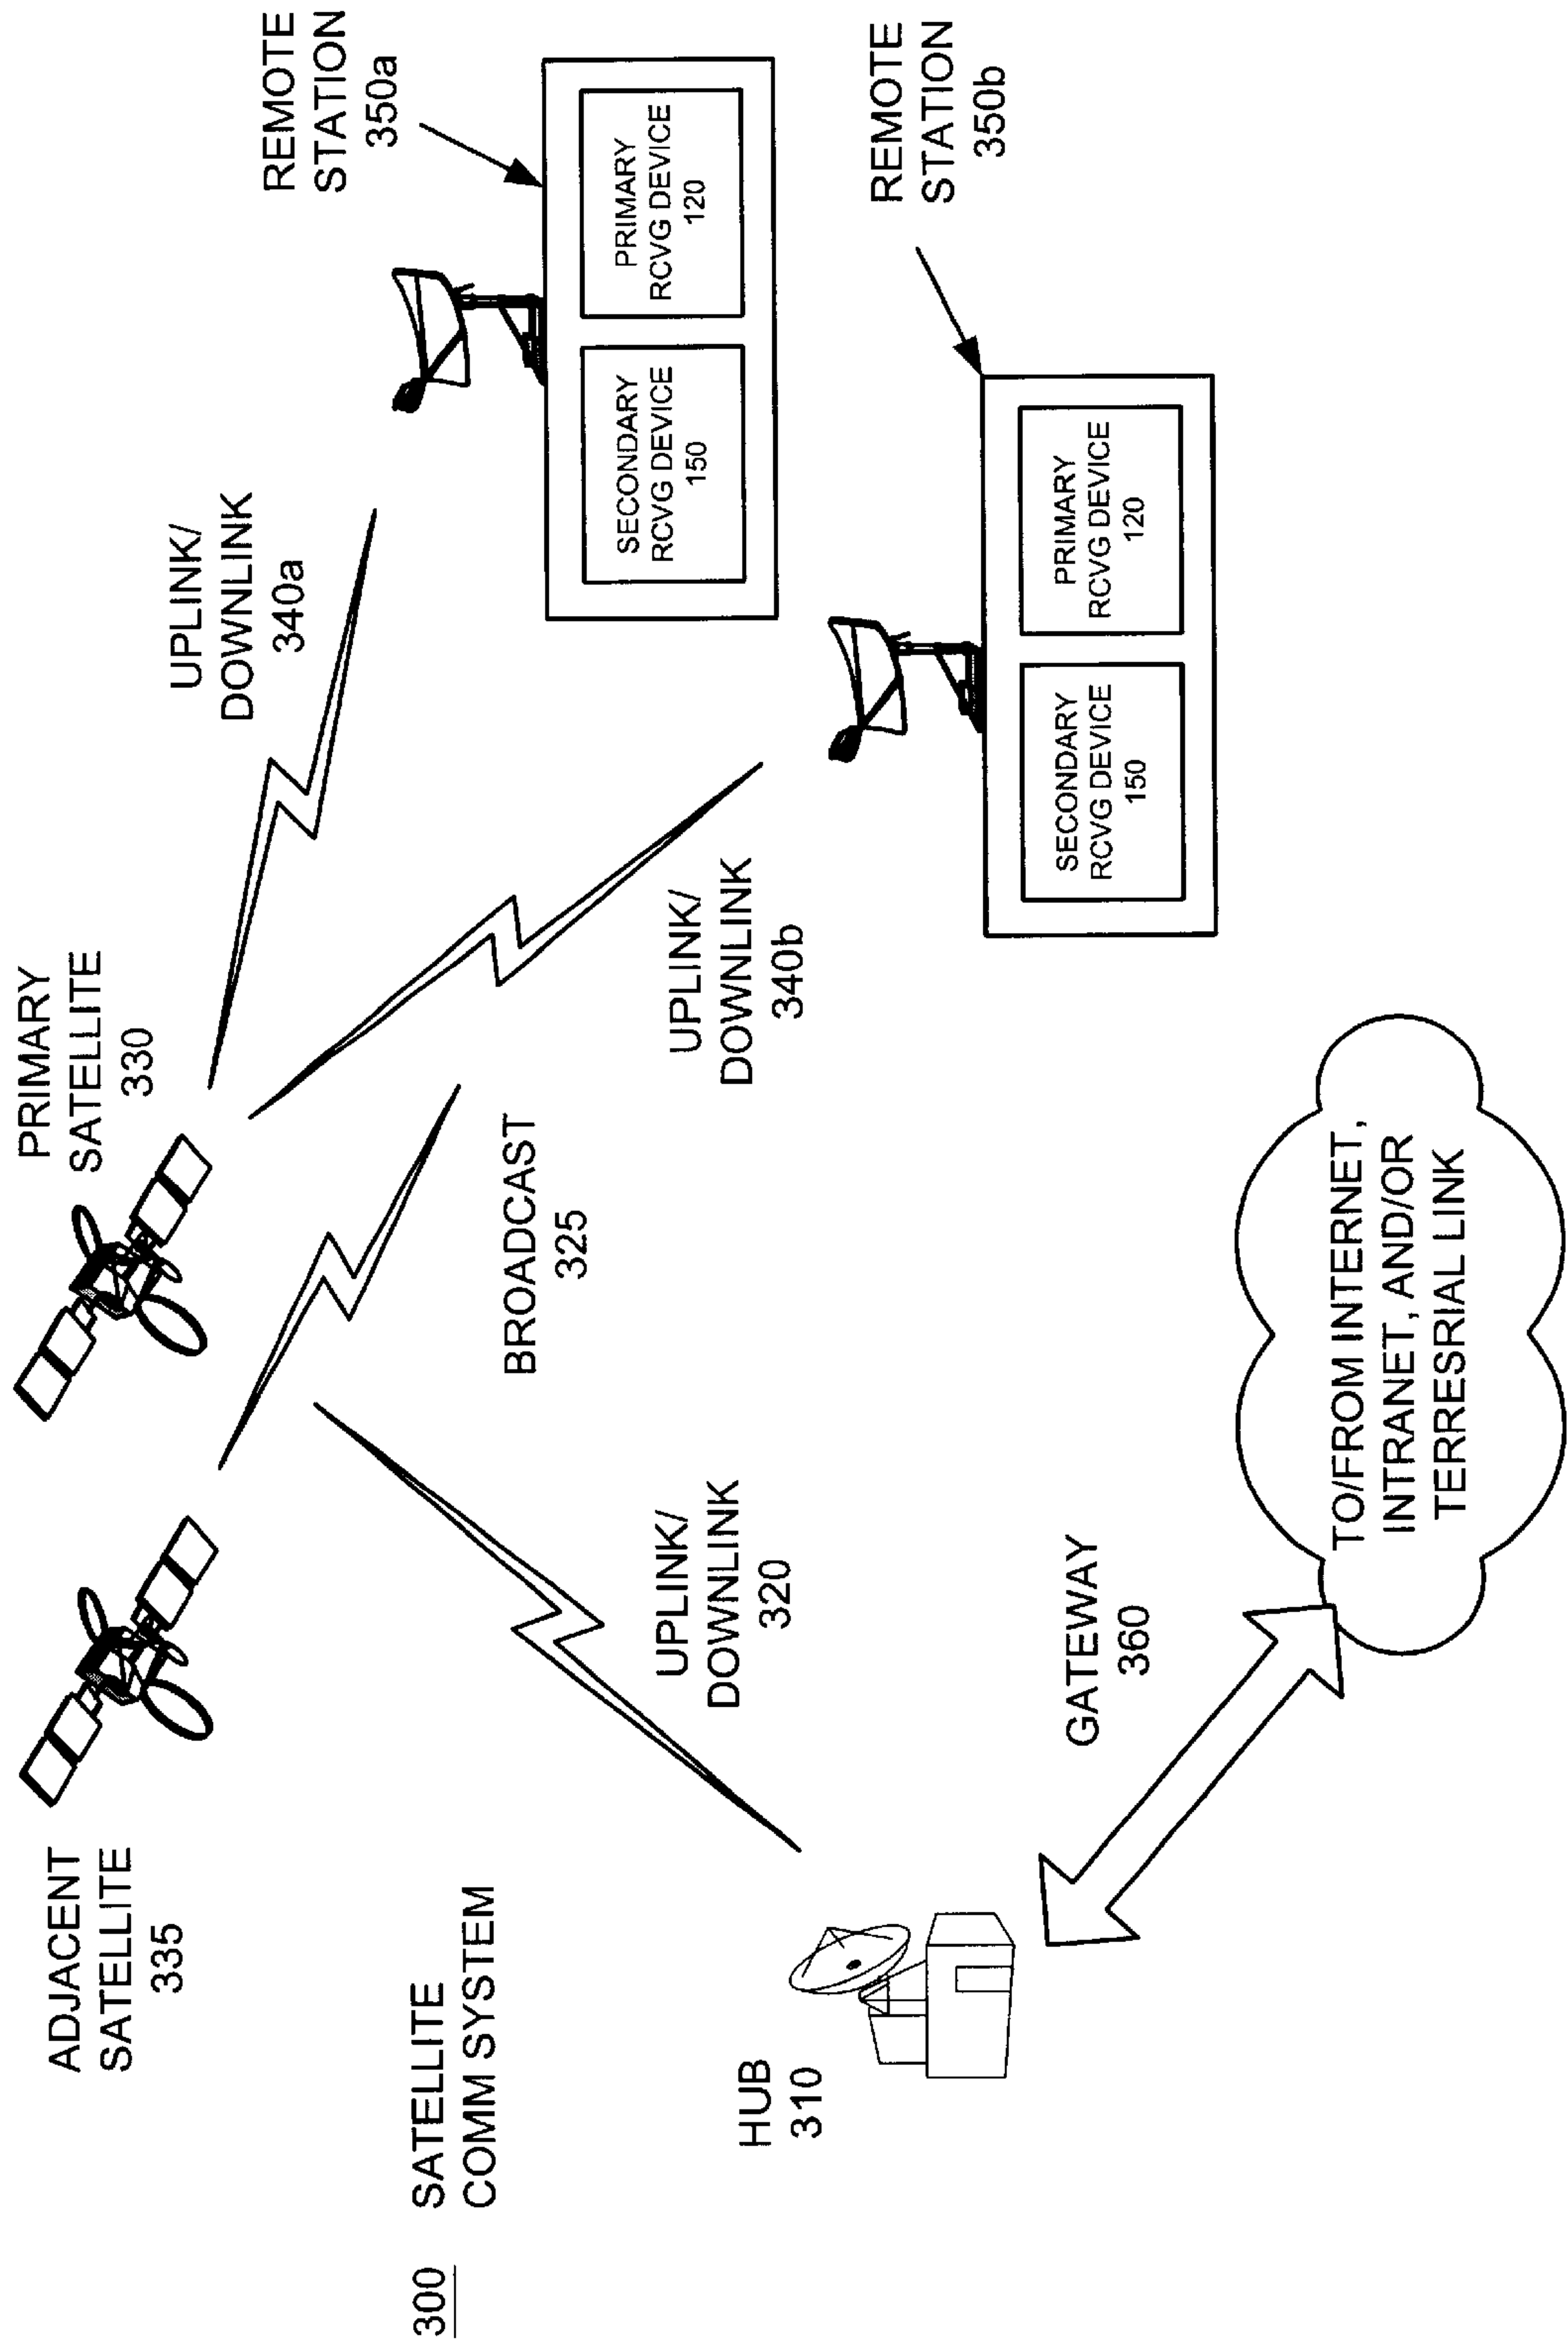 300
SATELLITE
COMM SYSTEM
ADJACENT
SATELLITE
335
PRIMARY
SATELLITE
330
UPLINK/
DOWNLINK
340a
REMOTE
STATION
350a
SECONDARY
RCVG DEVICE
150
PRIMARY
RCVG DEVICE
120
BROADCAST
325
UPLINK/
DOWNLINK
320
UPLINK/
DOWNLINK
340b
REMOTE
STATION
350b
SECONDARY
RCVG DEVICE
150
PRIMARY
RCVG DEVICE
120
HUB
310
GATEWAY
360
TO/FROM INTERNET,
INTRANET, AND/OR
TERRESRIAL LINK